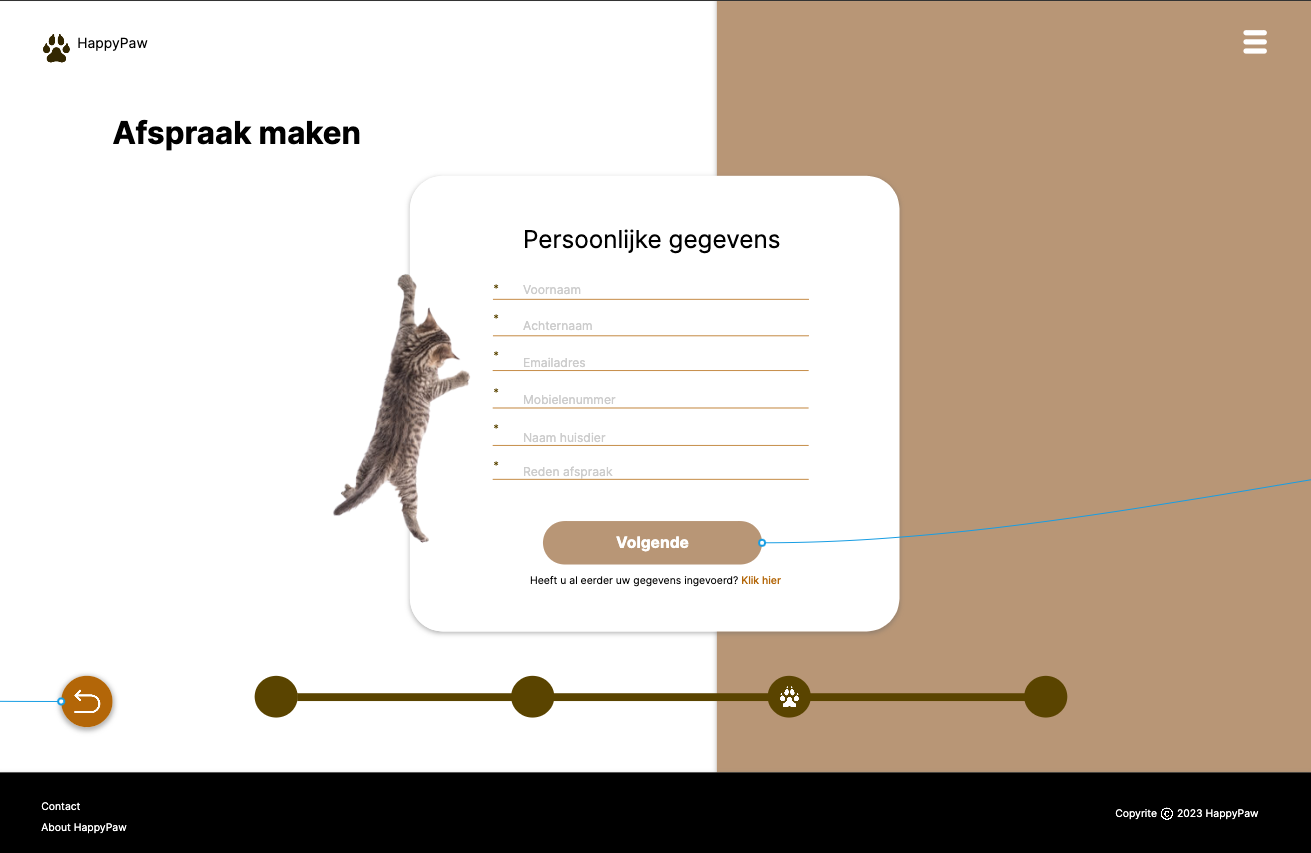 HappyPaw
Afspraak maken
Persoonlijke gegevens
* Voornaam
* Achternaam
* Emailadres
* Mobielenummer
* Naam huisdier
* Reden afspraak
Volgende
Heeft u al eerder uw gegevens ingevoerd? Klik hier
Contact
About HappyPaw
Copyrite © 2023 HappyPaw